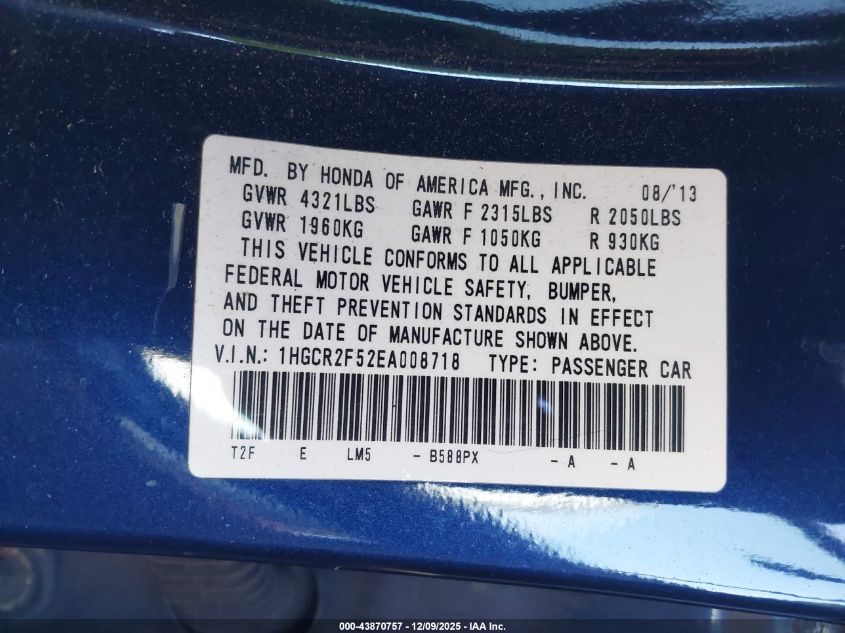 MFD. BY HONDA OF AMERICA MFG., INC. 08/'13
GVWR 4321LBS GAWR F 2315LBS R 2050LBS
GVWR 1960KG GAWR F 1050KG R 930KG
THIS VEHICLE CONFORMS TO ALL APPLICABLE
FEDERAL MOTOR VEHICLE SAFETY, BUMPER,
AND THEFT PREVENTION STANDARDS IN EFFECT
ON THE DATE OF MANUFACTURE SHOWN ABOVE.
V.I.N.: 1HGCR2F52EA008718 TYPE: PASSENGER CAR
T2F E LM5 - B588PX - A - A
000-43870757 - 12/09/2025 - IAA Inc.